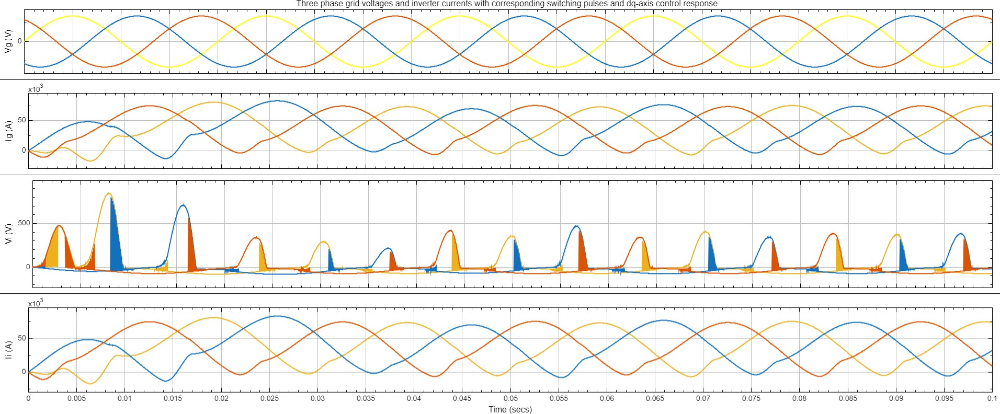 Three phase grid voltages and inverter currents with corresponding switching pulses and dq-axis control response.
Vg (V)
0
x10³
Ig (A)
50
0
Vi (V)
500
0
x10³
Ii (A)
50
0
0 0.005 0.01 0.015 0.02 0.025 0.03 0.035 0.04 0.045 0.05 0.055 0.06 0.065 0.07 0.075 0.08 0.085 0.09 0.095 0.1
Time (secs)